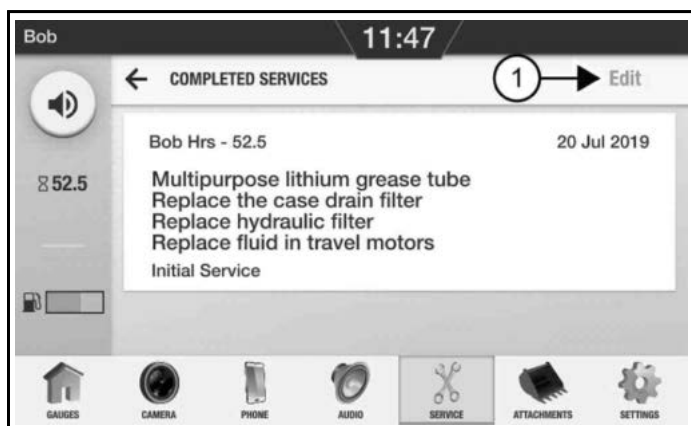 Bob
11:47
COMPLETED SERVICES
1
Edit
Bob Hrs - 52.5
20 Jul 2019
52.5
Multipurpose lithium grease tube
Replace the case drain filter
Replace hydraulic filter
Replace fluid in travel motors
Initial Service
GAUGES
CAMERA
PHONE
AUDIO
SERVICE
ATTACHMENTS
SETTINGS